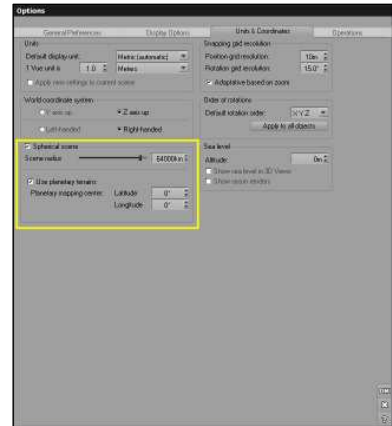 Options
General Preferences
Display Options
Units & Coordinates
Operations
Units
Default display unit:
Metric (automatic)
1 Vue unit is
1.0
Meters
Apply new settings to current scene
World coordinate system
Y axis up
Z axis up
Left-handed
Right-handed
Spherical scene
Scene radius
64000km
Use planetary terrains
Planetary mapping center:
Latitude
0°
Longitude
0°
Snapping grid resolution
Position grid resolution:
10m
Rotation grid resolution:
15.0°
Adaptative based on zoom
Order of rotations
Default rotation order:
XYZ
Apply to all objects
Sea level
Altitude:
0m
Show sea level in 3D Views
Show sea in renders